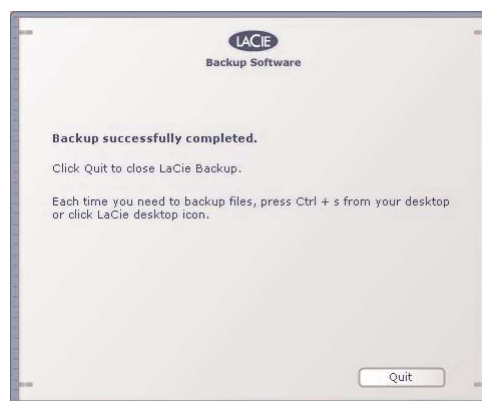 LACIE
Backup Software
Backup successfully completed.
Click Quit to close LaCie Backup.
Each time you need to backup files, press Ctrl + s from your desktop
or click LaCie desktop icon.
Quit